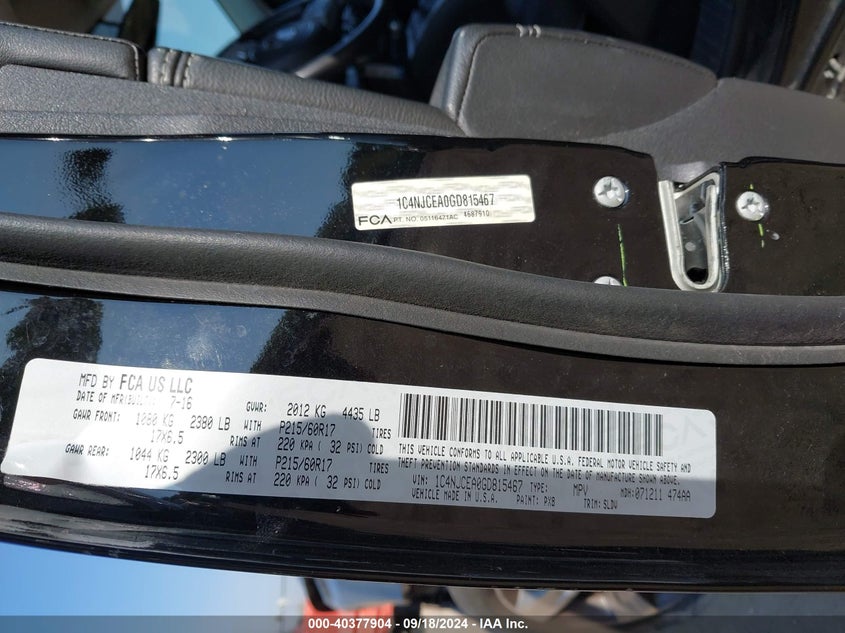 1C4NJCEA0GD815467
FCA PT. NO. 05116421AC 4687910
MFD BY FCA US LLC
DATE OF MFR 7-16 GVWR: 2012 KG 4435 LB
GAWR FRONT: 1080 KG 2380 LB WITH P215/60R17 TIRES
17X6.5 RIMS AT 220 KPA ( 32 PSI) COLD
GAWR REAR: 1044 KG 2300 LB WITH P215/60R17 TIRES
17X6.5 RIMS AT 220 KPA ( 32 PSI) COLD
THIS VEHICLE CONFORMS TO ALL APPLICABLE U.S.A. FEDERAL MOTOR VEHICLE SAFETY AND
THEFT PREVENTION STANDARDS IN EFFECT ON THE DATE OF MANUFACTURE SHOWN ABOVE.
VIN: 1C4NJCEA0GD815467 TYPE: MPV MDH: 071211 474AA
VEHICLE MADE IN U.S.A. PAINT: PXB TRIM: SLDV
000-40377904 - 09/18/2024 - IAA Inc.